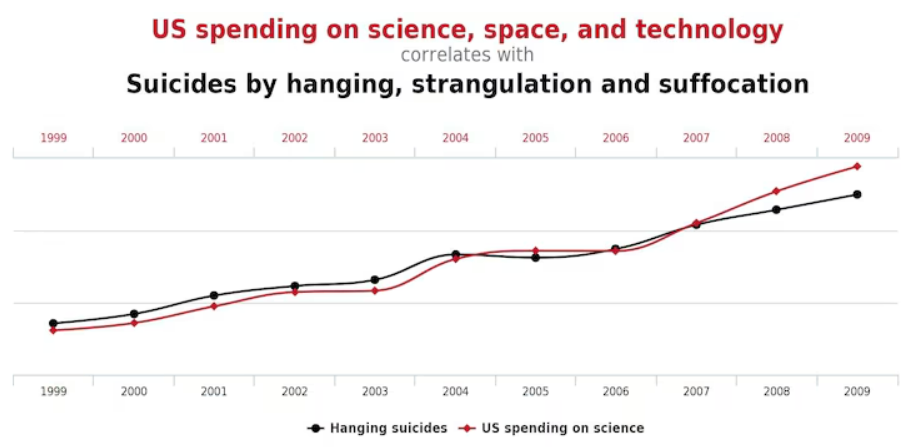 US spending on science, space, and technology
correlates with
Suicides by hanging, strangulation and suffocation
1999 2000 2001 2002 2003 2004 2005 2006 2007 2008 2009
1999 2000 2001 2002 2003 2004 2005 2006 2007 2008 2009
Hanging suicides US spending on science